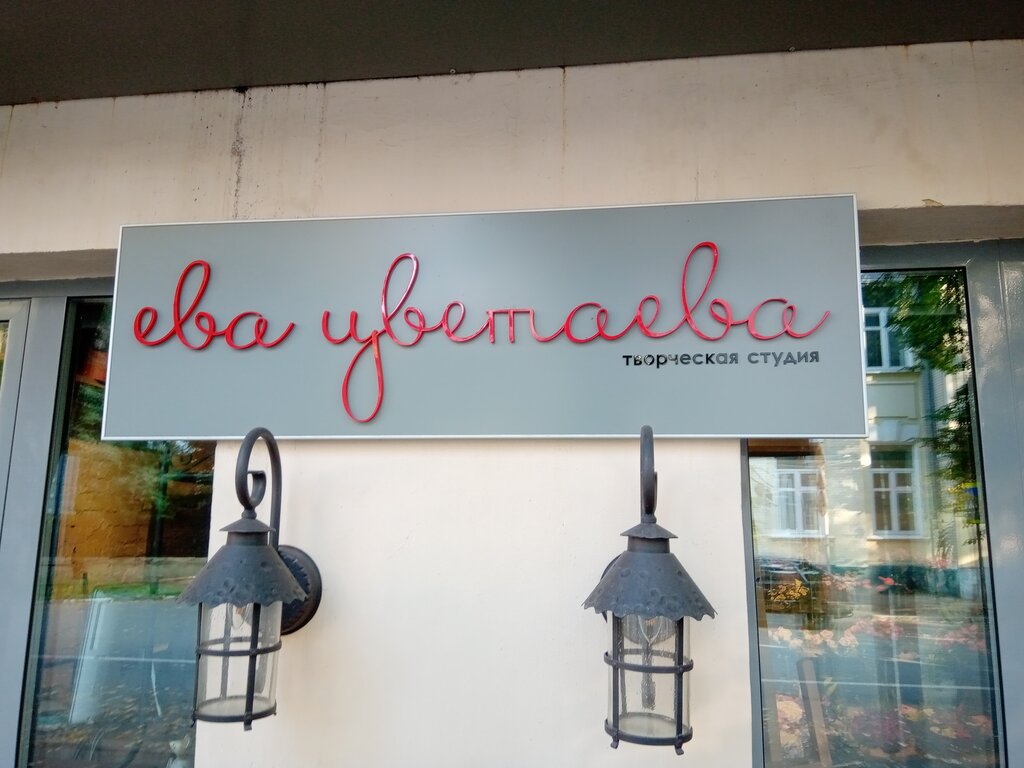 ева цветаева
творческая студия